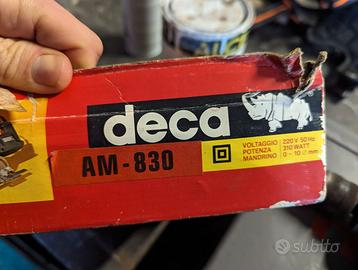 deca
AM-830
VOLTAGGIO 220 V 50 Hz
POTENZA 310 WATT
MANDRINO 0-10 Ø mm
subito